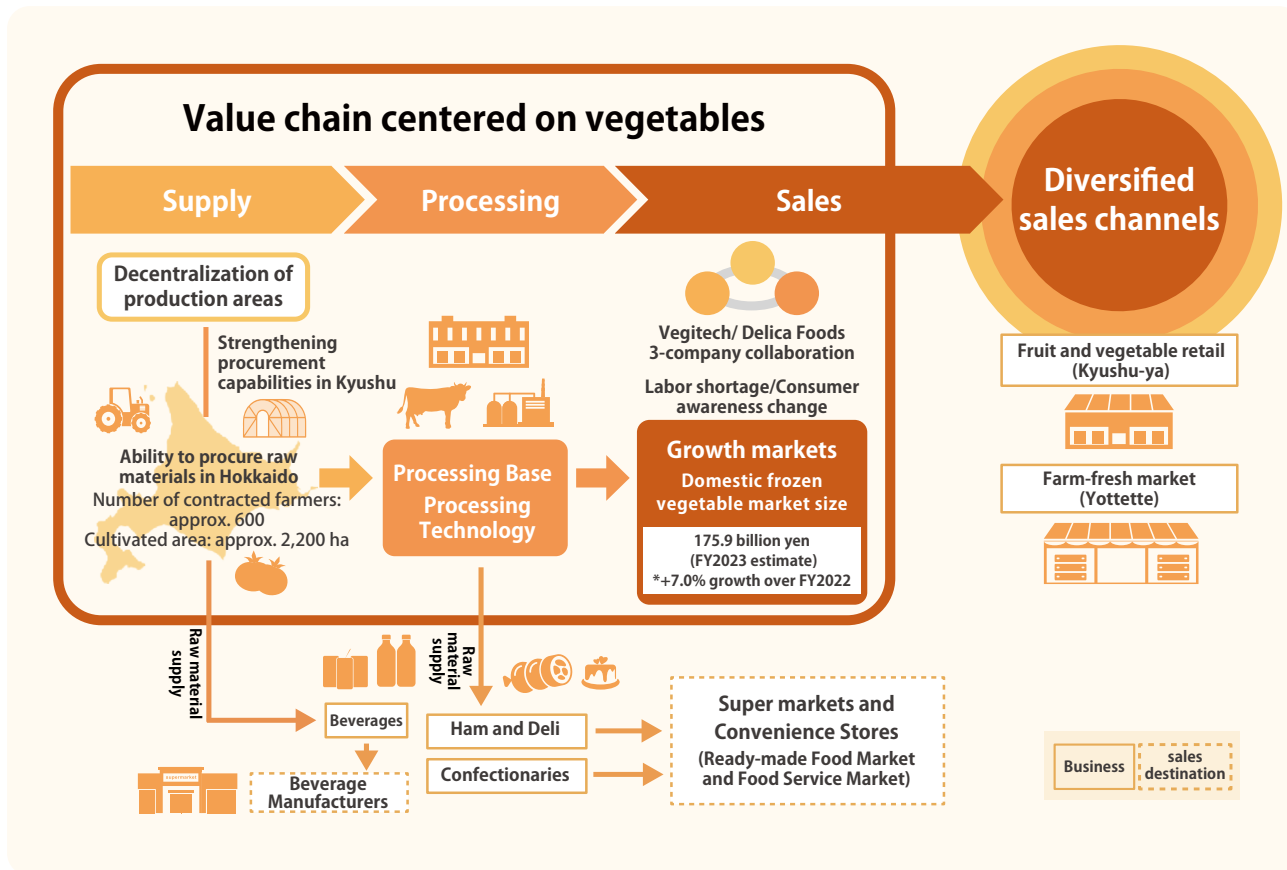 Value chain centered on vegetables
Supply
Processing
Sales
Diversified
sales channels
Decentralization of
production areas
Strengthening
procurement
capabilities in Kyushu
Ability to procure raw
materials in Hokkaido
Number of contracted farmers:
approx. 600
Cultivated area: approx. 2,200 ha
Processing Base
Processing
Technology
Vegitech/ Delica Foods
3-company collaboration
Labor shortage/Consumer
awareness change
Growth markets
Domestic frozen
vegetable market size
175.9 billion yen
(FY2023 estimate)
*+7.0% growth over FY2022
Fruit and vegetable retail
(Kyushu-ya)
Farm-fresh market
(Yottette)
Raw material
supply
Raw
material
supply
Beverages
supermarket
Beverage
Manufacturers
Ham and Deli
Confectionaries
Super markets and
Convenience Stores
(Ready-made Food Market
and Food Service Market)
Business
sales
destination